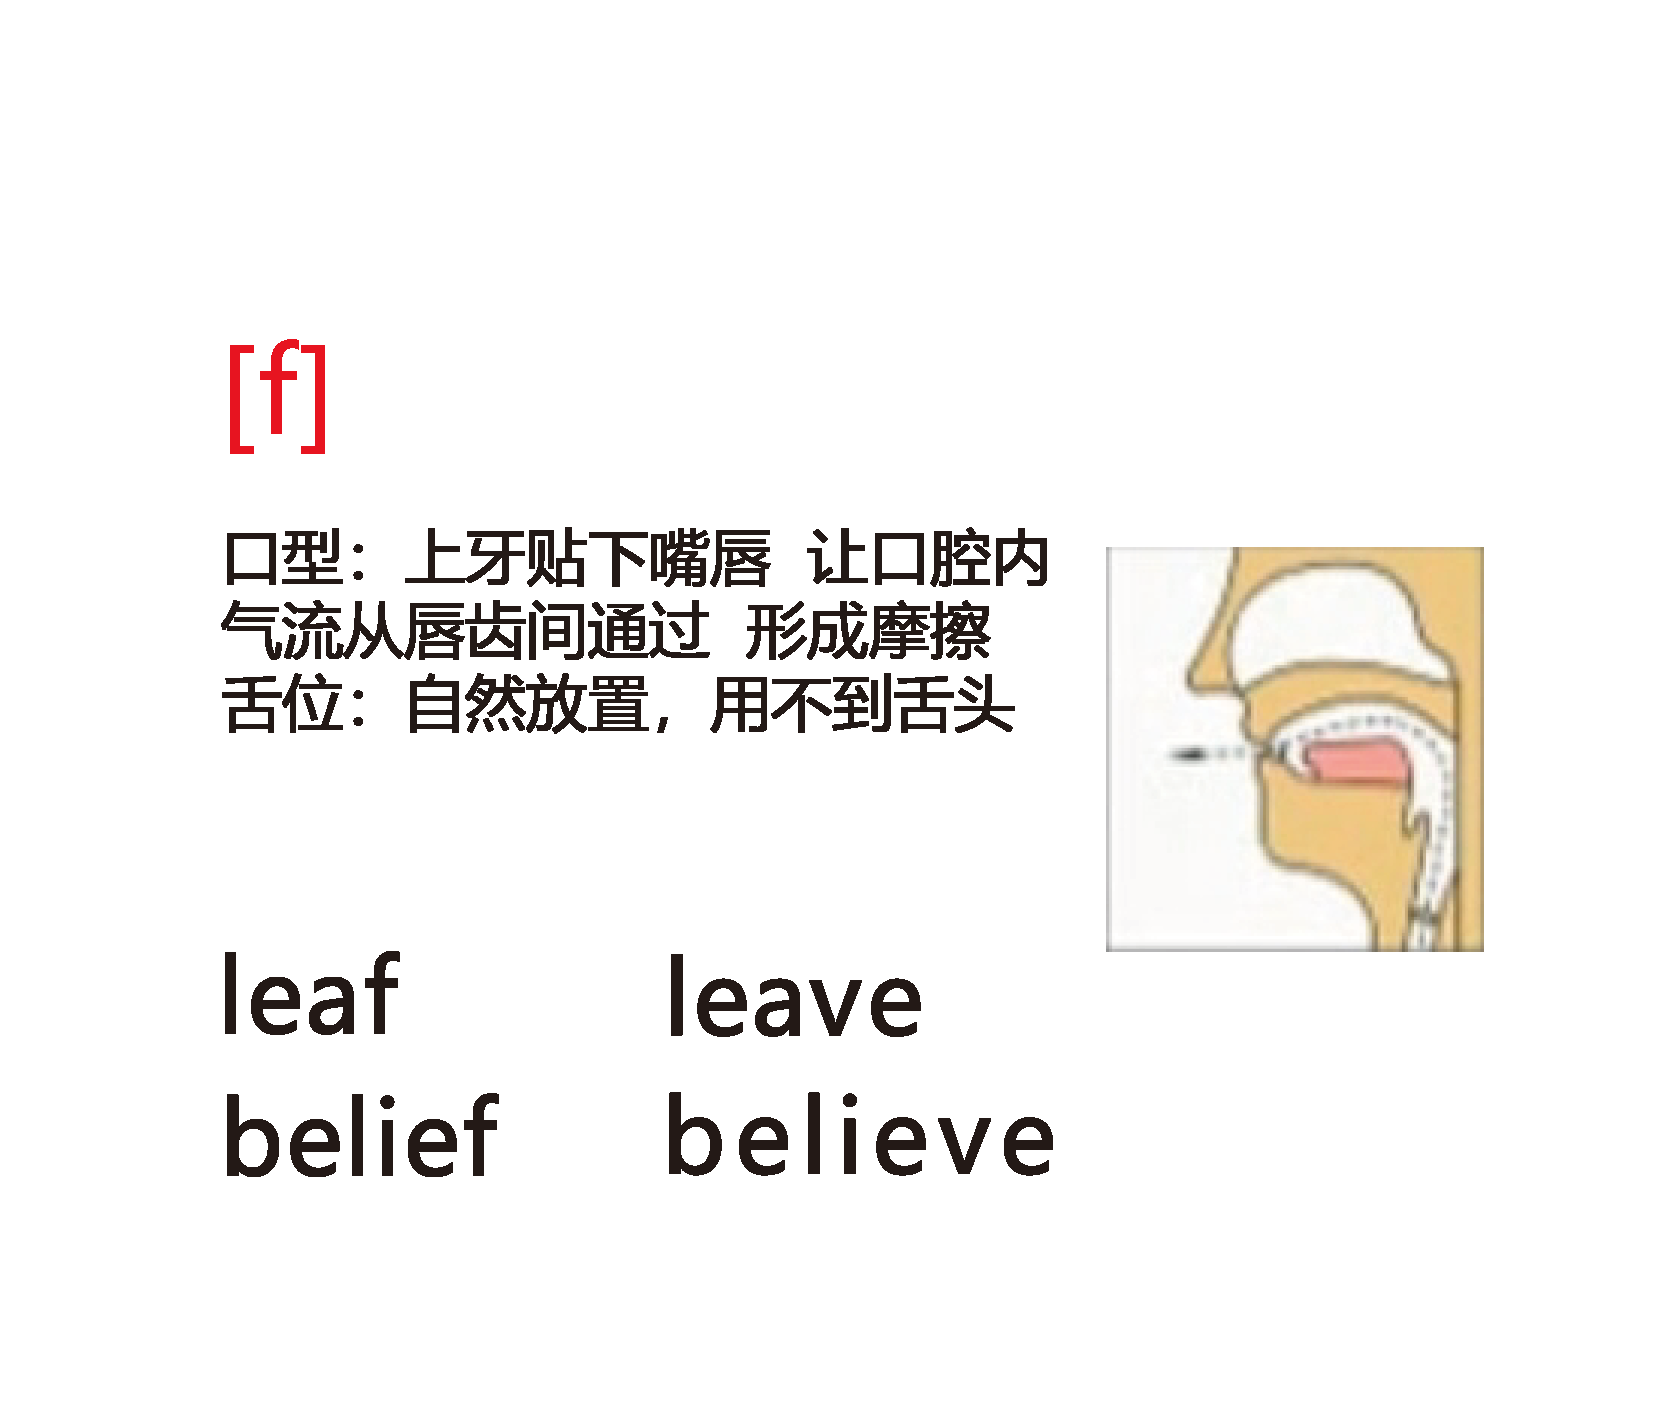 [f]
口型：上牙贴下嘴唇 让口腔内
气流从唇齿间通过 形成摩擦
舌位：自然放置，用不到舌头
leaf leave
belief believe